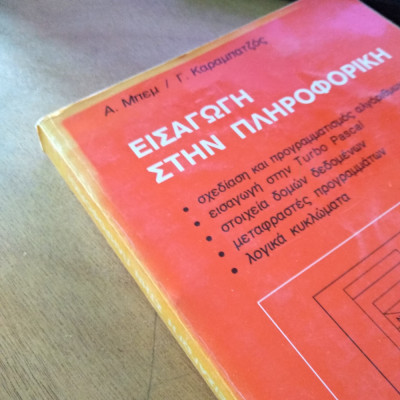 Α. Μπεμ / Γ. Καραμπατζός
ΕΙΣΑΓΩΓΗ
ΣΤΗΝ ΠΛΗΡΟΦΟΡΙΚΗ
• σχεδίαση και προγραμματισμός αλγόριθμων
• εισαγωγή στην Turbo Pascal
• στοιχεία δομών δεδομένων
• μεταφραστές προγραμμάτων
• λογικά κυκλώματα